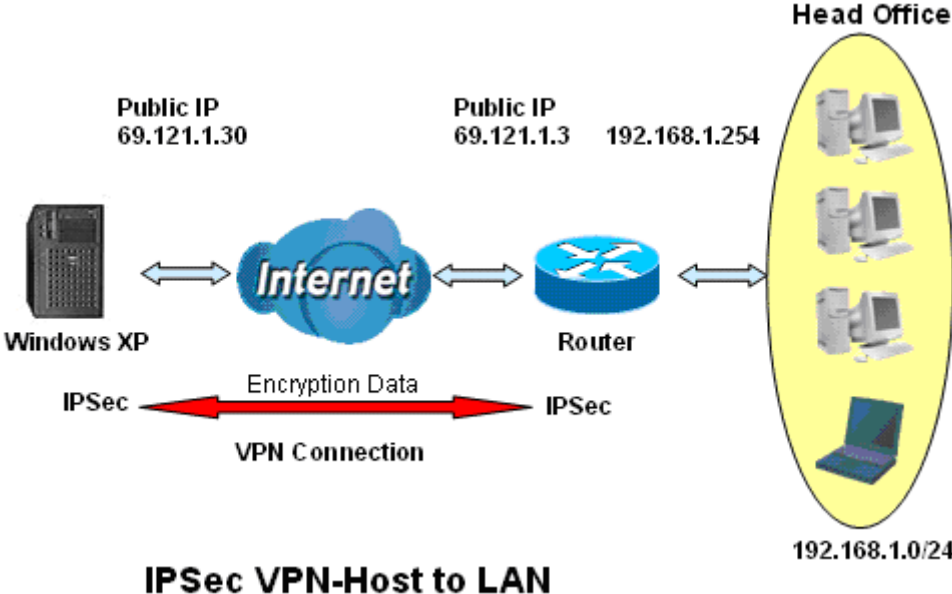 Head Office
Public IP
69.121.1.30
Public IP
69.121.1.3
192.168.1.254
Internet
Windows XP
Router
IPSec
Encryption Data
IPSec
VPN Connection
192.168.1.0/24
IPSec VPN-Host to LAN